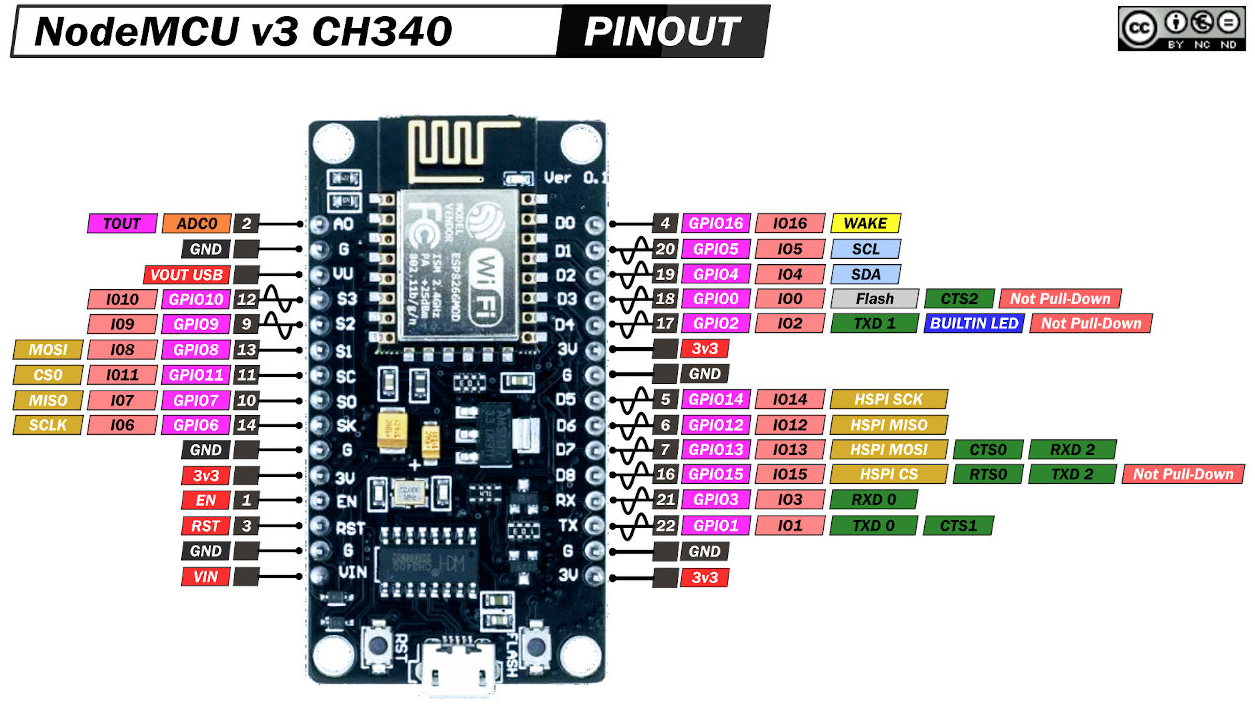 NodeMCU v3 CH340 PINOUT
cc BY NC ND
Ver 0.1
MODEL
VENDOR
ESP8266MOD
ISM 2.4GHz
PA +25dBm
802.11b/g/n
FC
WiFi
TOUT ADC0 2 A0
GND G
VOUT USB VU
IO10 GPIO10 12 S3
IO9 GPIO9 9 S2
MOSI IO8 GPIO8 13 S1
CS0 IO11 GPIO11 11 SC
MISO IO7 GPIO7 10 SO
SCLK IO6 GPIO6 14 SK
GND G
3v3 3V
EN 1 EN
RST 3 RST
GND G
VIN VIN
D0 4 GPIO16 IO16 WAKE
D1 20 GPIO5 IO5 SCL
D2 19 GPIO4 IO4 SDA
D3 18 GPIO0 IO0 Flash CTS2 Not Pull-Down
D4 17 GPIO2 IO2 TXD 1 BUILTIN LED Not Pull-Down
3V 3v3
G GND
D5 5 GPIO14 IO14 HSPI SCK
D6 6 GPIO12 IO12 HSPI MISO
D7 7 GPIO13 IO13 HSPI MOSI CTS0 RXD 2
D8 16 GPIO15 IO15 HSPI CS RTS0 TXD 2 Not Pull-Down
RX 21 GPIO3 IO3 RXD 0
TX 22 GPIO1 IO1 TXD 0 CTS1
G GND
3V 3v3
12.000
MHz
RST
FLASH